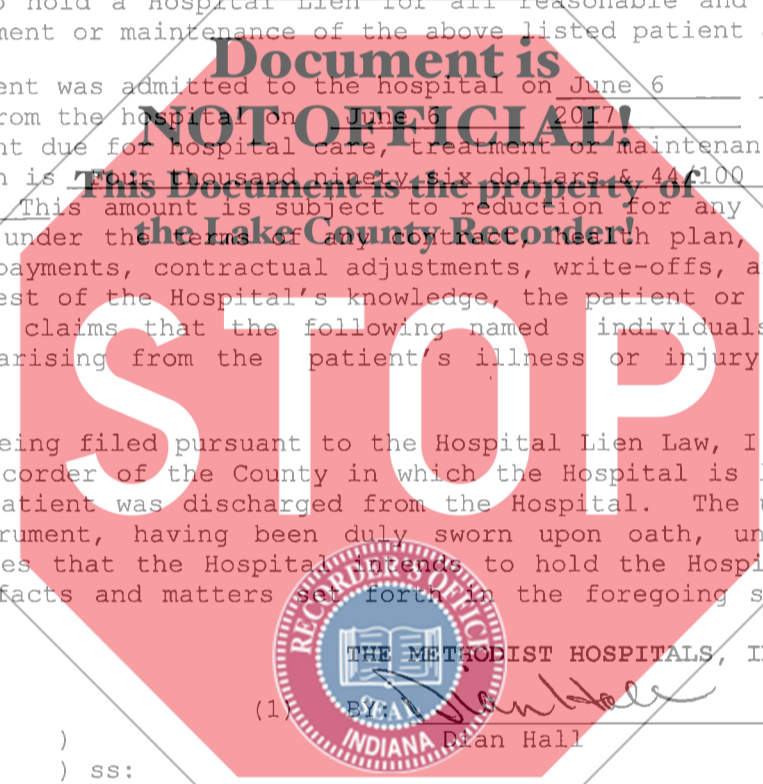 hold a Hospital Lien for all reasonable and
ment or maintenance of the above listed patient
Document is
ent was admitted to the hospital on June 6
NOT OFFICIAL!
rom the hospital on June 6 2017
nt due for hospital care, treatment or maintenan
n is Four thousand ninety six dollars & 44/100
This Document is the property of
This amount is subject to reduction for any
the Lake County Recorder!
under the terms of any contract, health plan,
payments, contractual adjustments, write-offs, a
est of the Hospital's knowledge, the patient or
claims that the following named individuals
arising from the patient's illness or injury
STOP
eing filed pursuant to the Hospital Lien Law, I
corder of the County in which the Hospital is
atient was discharged from the Hospital. The
rument, having been duly sworn upon oath, un
es that the Hospital intends to hold the Hospi
facts and matters set forth in the foregoing s
RECORDER'S OFFICE
SEAL
INDIANA
THE METHODIST HOSPITALS, I
(1) BY: Dian Hall
) Dian Hall
) ss: